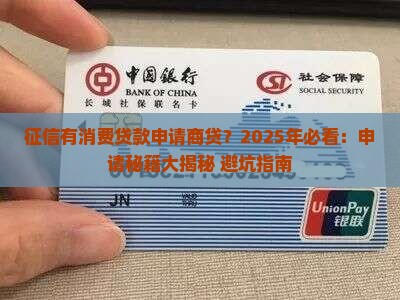 中国银行
BANK OF CHINA
社会保障
SOCIAL SECURITY
长城 社保联名卡
征信有消费贷款申请商贷？2025年必看：申
请秘籍大揭秘 避坑指南
JN
UnionPay
银联